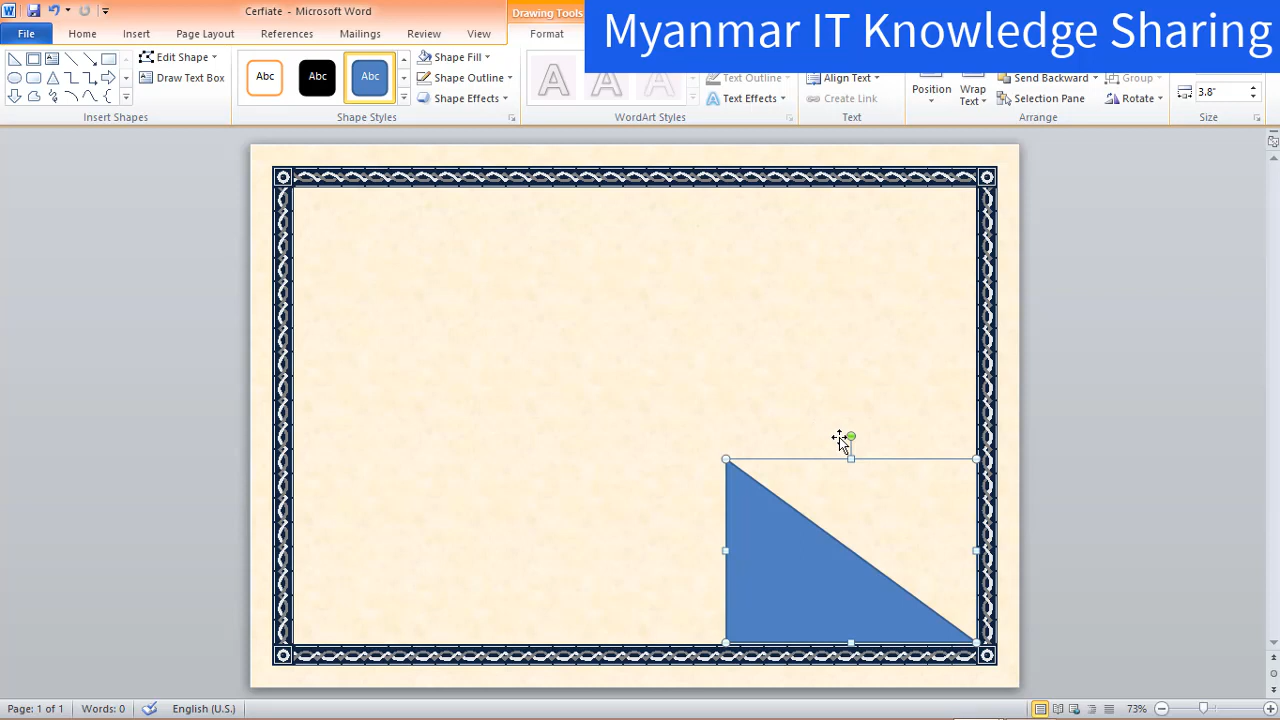 Cerfiate - Microsoft Word
Drawing Tools
Myanmar IT Knowledge Sharing
File Home Insert Page Layout References Mailings Review View Format
Edit Shape
Draw Text Box
Insert Shapes
Abc Abc Abc
Shape Fill
Shape Outline
Shape Effects
Shape Styles
A A A
Text Outline
Text Effects
WordArt Styles
Align Text
Create Link
Text
Position
Wrap
Text
Send Backward
Selection Pane
Group
Rotate
Arrange
3.8"
Size
Page: 1 of 1 Words: 0 English (U.S.) 73%